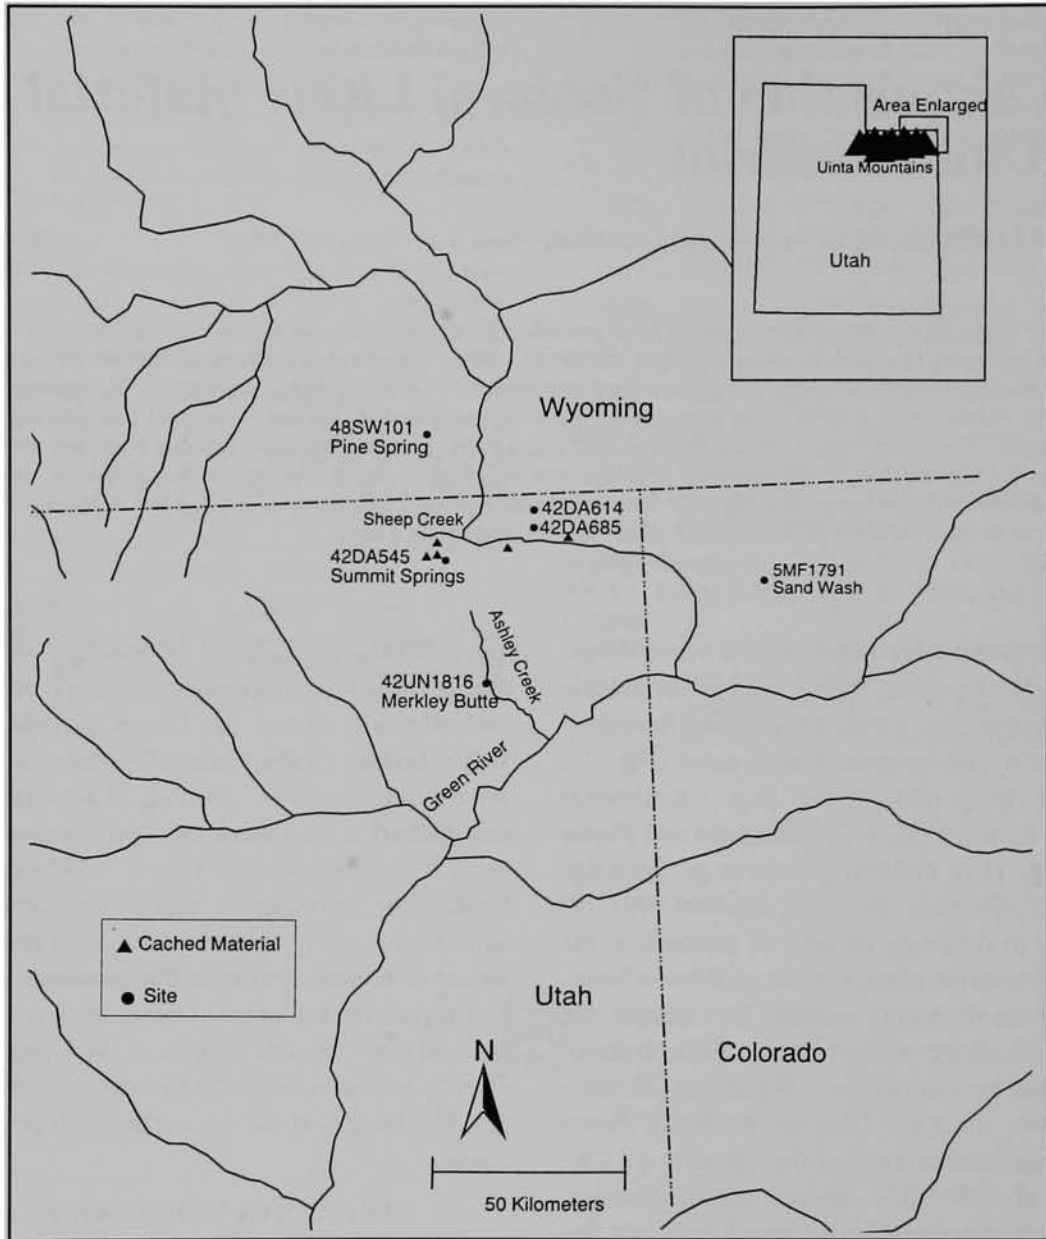 Area Enlarged
Uinta Mountains
Utah
Wyoming
48SW101
Pine Spring
Sheep Creek
42DA614
42DA685
42DA545
Summit Springs
5MF1791
Sand Wash
Ashley Creek
42UN1816
Merkley Butte
Green River
Cached Material
Site
Utah
Colorado
N
50 Kilometers